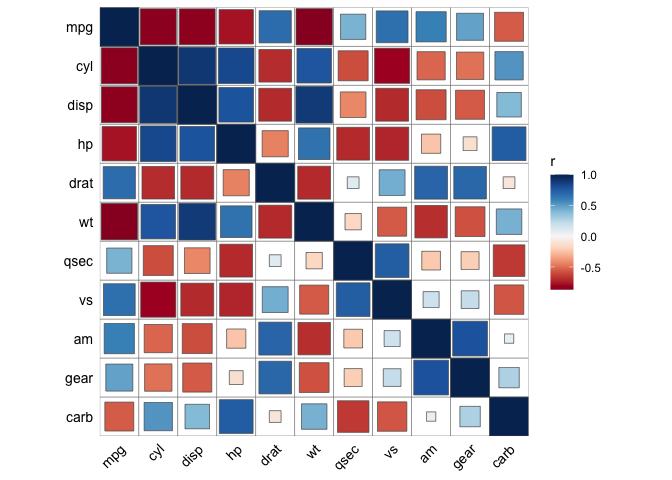 mpg
cyl
disp
hp
drat
wt
qsec
vs
am
gear
carb
mpg cyl disp hp drat wt qsec vs am gear carb
r
1.0
0.5
0.0
-0.5